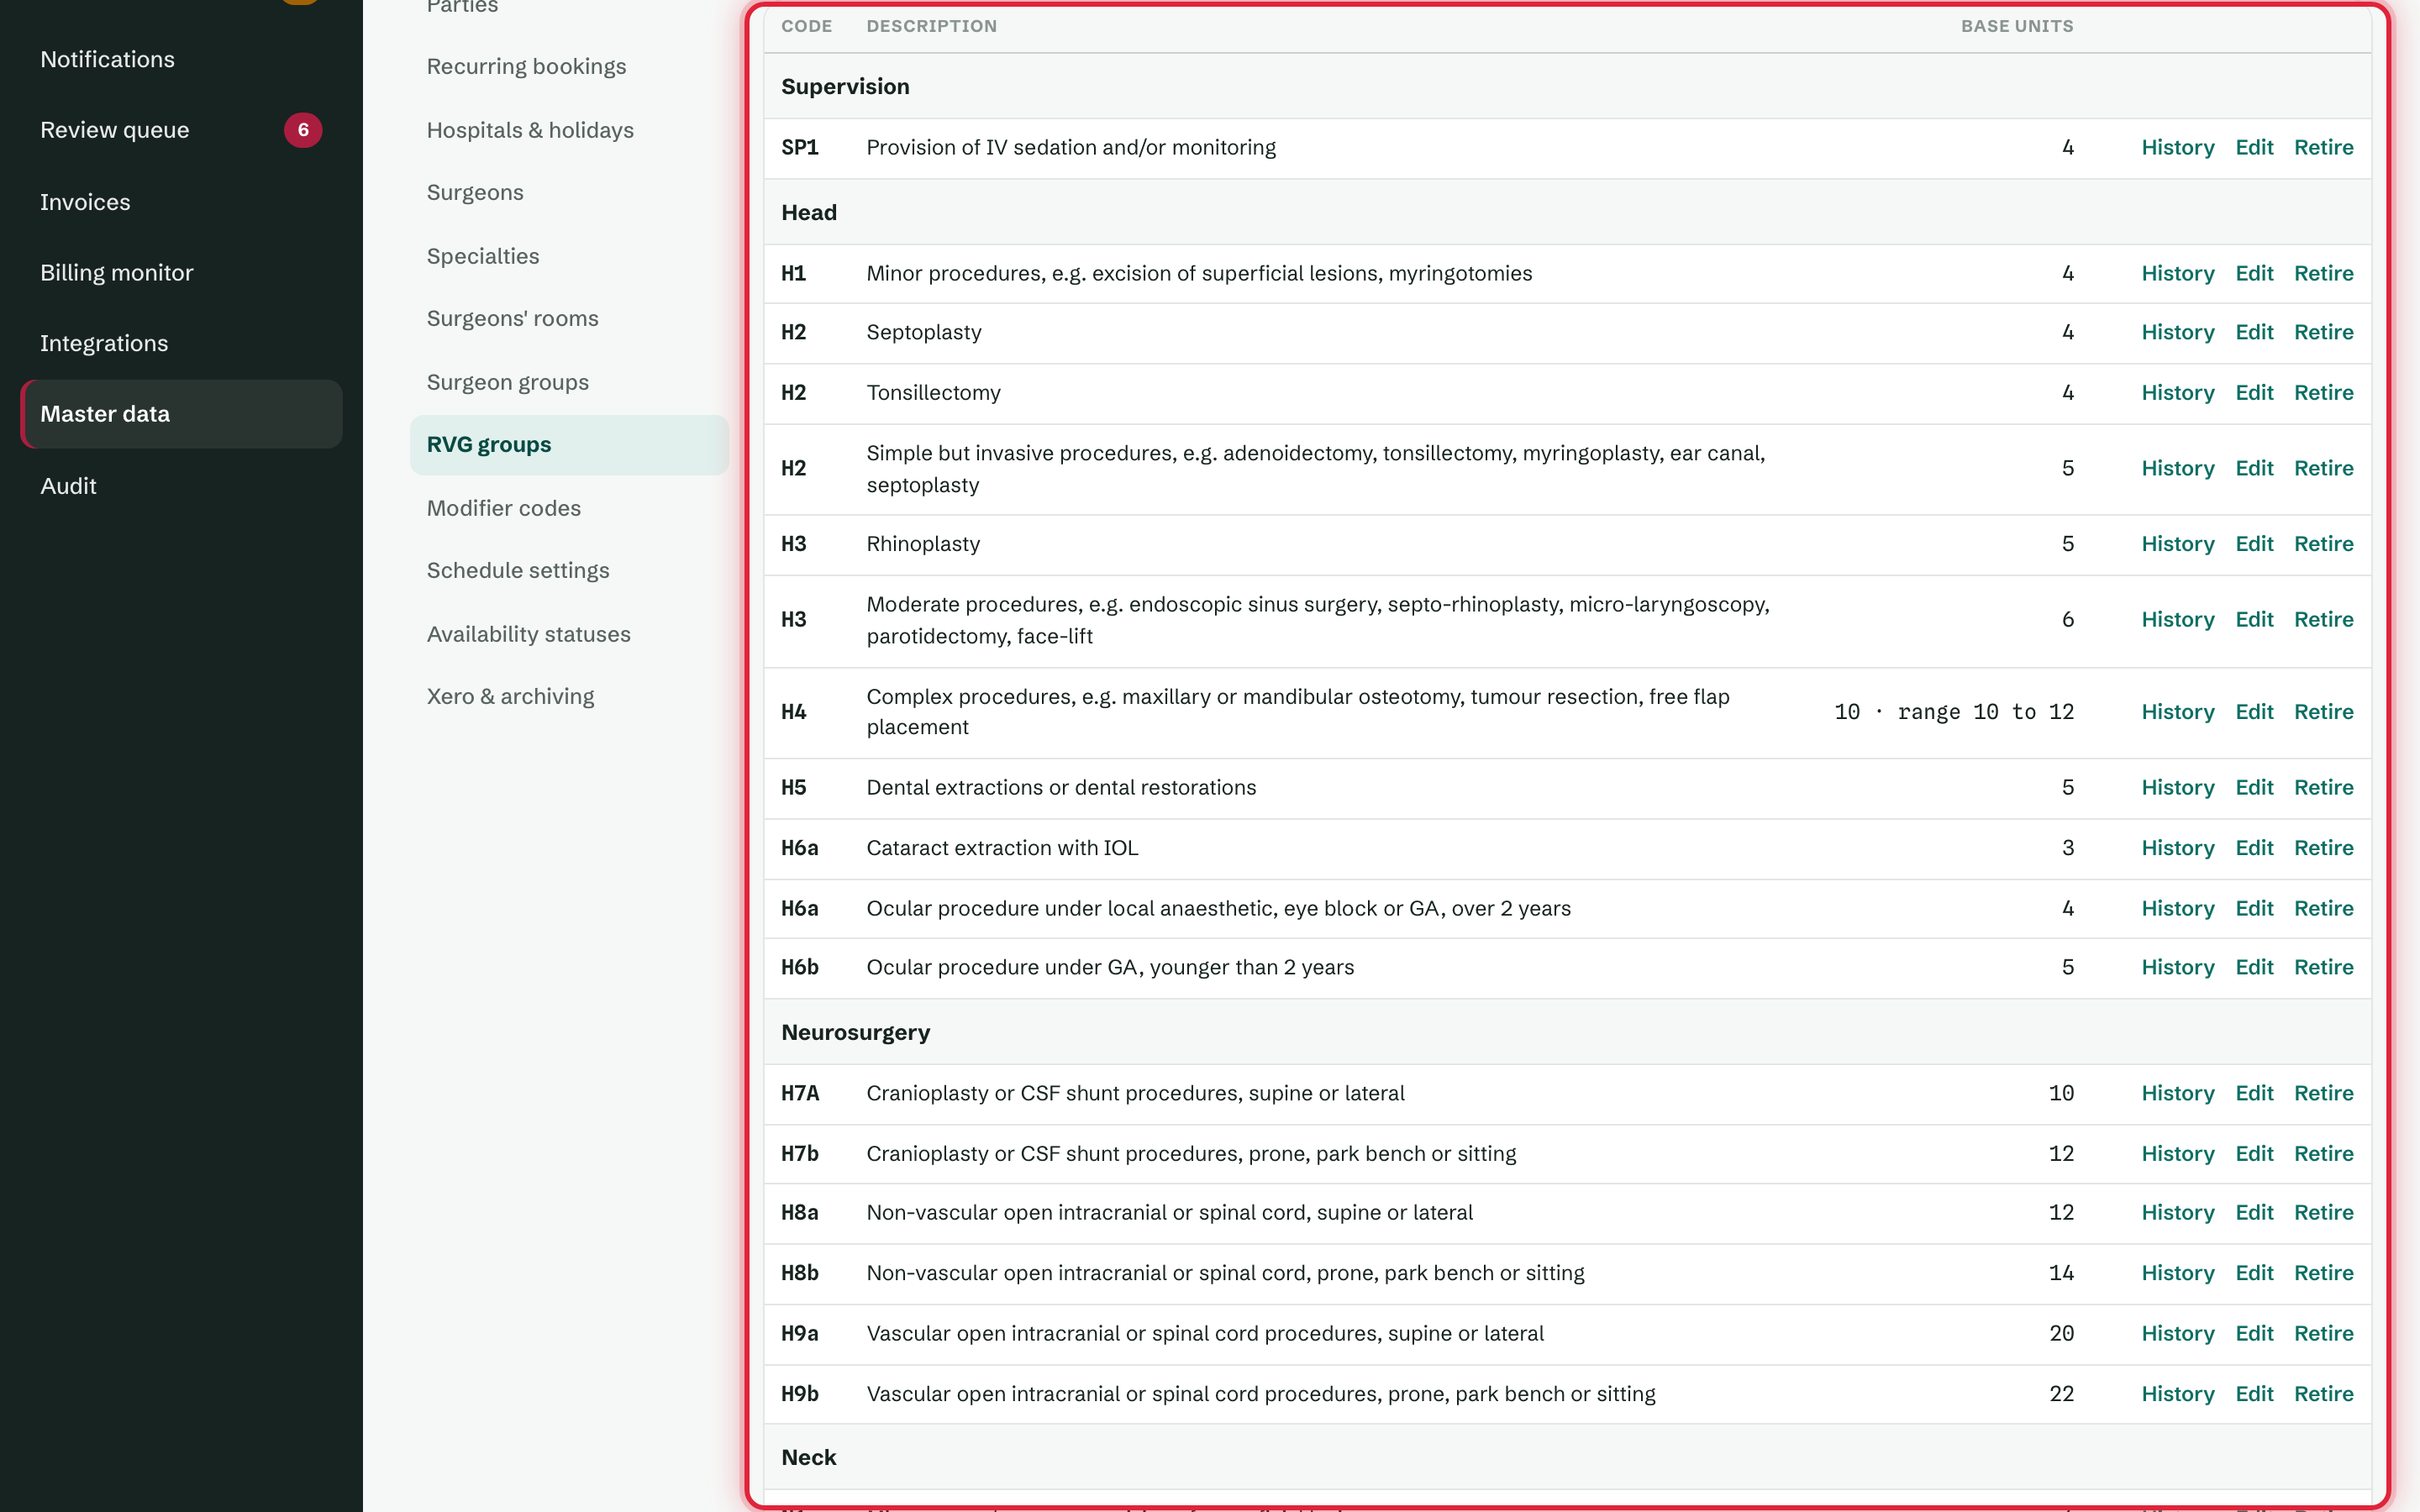 Notifications
Review queue 6
Invoices
Billing monitor
Integrations
Master data
Audit
Parties
Recurring bookings
Hospitals & holidays
Surgeons
Specialties
Surgeons' rooms
Surgeon groups
RVG groups
Modifier codes
Schedule settings
Availability statuses
Xero & archiving
CODE DESCRIPTION BASE UNITS
Supervision
SP1 Provision of IV sedation and/or monitoring 4 History Edit Retire
Head
H1 Minor procedures, e.g. excision of superficial lesions, myringotomies 4 History Edit Retire
H2 Septoplasty 4 History Edit Retire
H2 Tonsillectomy 4 History Edit Retire
H2 Simple but invasive procedures, e.g. adenoidectomy, tonsillectomy, myringoplasty, ear canal,
septoplasty 5 History Edit Retire
H3 Rhinoplasty 5 History Edit Retire
H3 Moderate procedures, e.g. endoscopic sinus surgery, septo-rhinoplasty, micro-laryngoscopy,
parotidectomy, face-lift 6 History Edit Retire
H4 Complex procedures, e.g. maxillary or mandibular osteotomy, tumour resection, free flap
placement 10 · range 10 to 12 History Edit Retire
H5 Dental extractions or dental restorations 5 History Edit Retire
H6a Cataract extraction with IOL 3 History Edit Retire
H6a Ocular procedure under local anaesthetic, eye block or GA, over 2 years 4 History Edit Retire
H6b Ocular procedure under GA, younger than 2 years 5 History Edit Retire
Neurosurgery
H7A Cranioplasty or CSF shunt procedures, supine or lateral 10 History Edit Retire
H7b Cranioplasty or CSF shunt procedures, prone, park bench or sitting 12 History Edit Retire
H8a Non-vascular open intracranial or spinal cord, supine or lateral 12 History Edit Retire
H8b Non-vascular open intracranial or spinal cord, prone, park bench or sitting 14 History Edit Retire
H9a Vascular open intracranial or spinal cord procedures, supine or lateral 20 History Edit Retire
H9b Vascular open intracranial or spinal cord procedures, prone, park bench or sitting 22 History Edit Retire
Neck